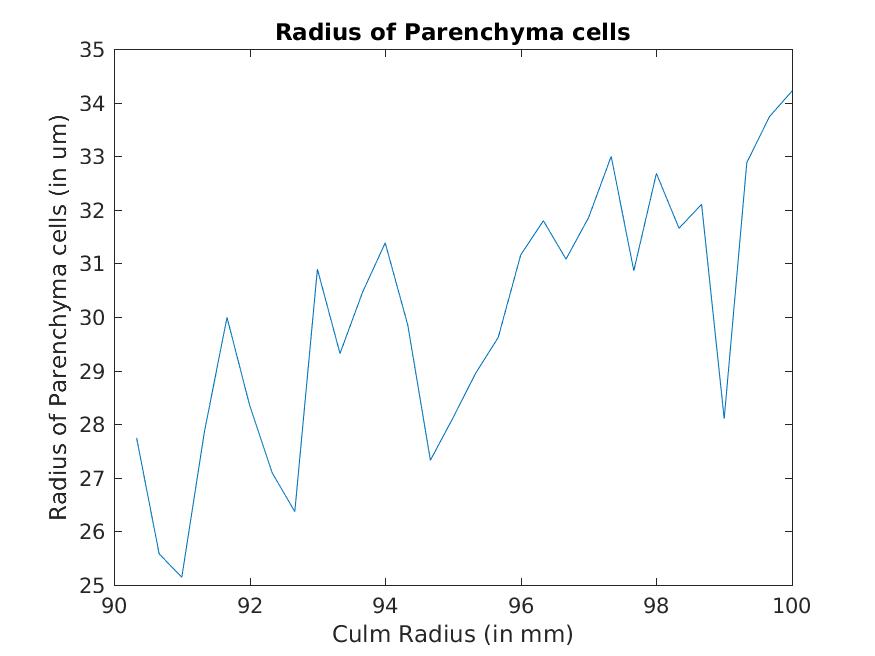 Radius of Parenchyma cells
35
34
33
32
31
30
29
28
27
26
25
Radius of Parenchyma cells (in um)
90 92 94 96 98 100
Culm Radius (in mm)